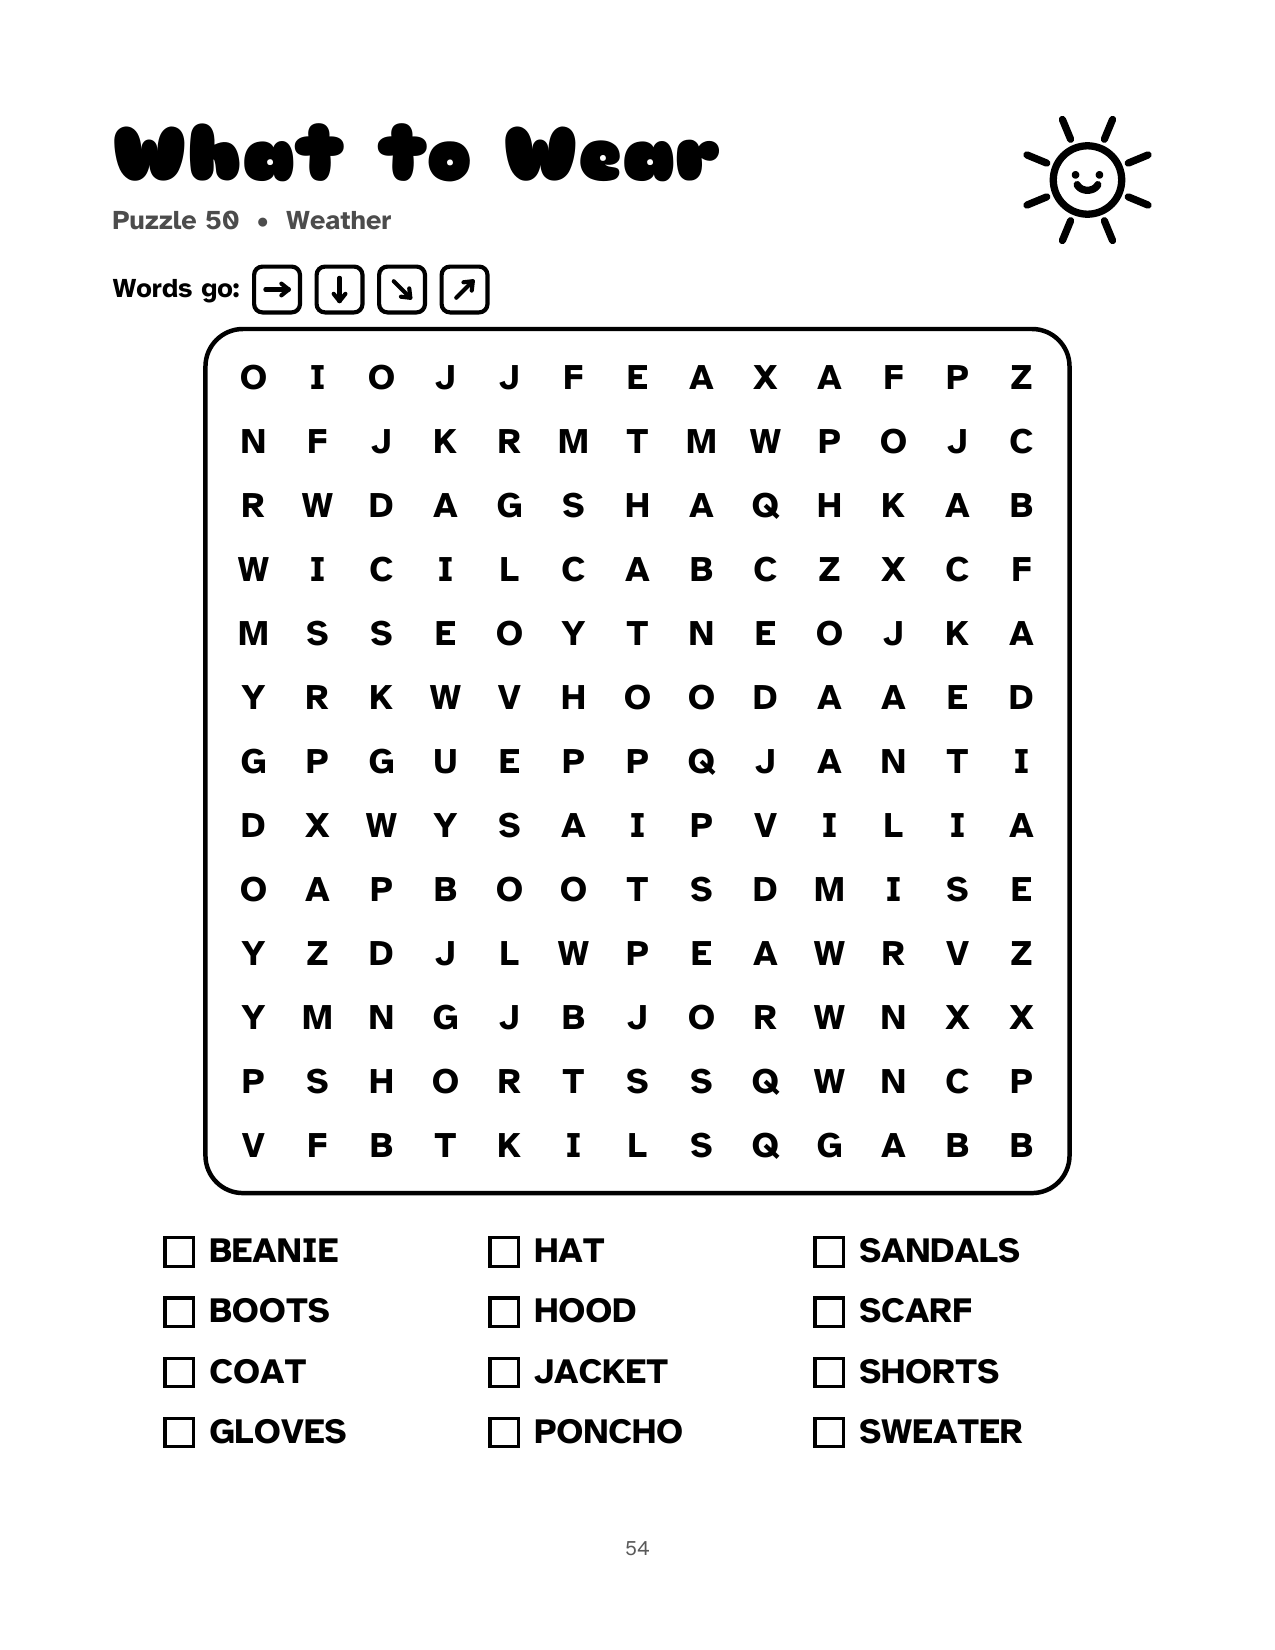 What to Wear
Puzzle 50 • Weather
Words go: → ↓ ↘ ↗
O I O J J F E A X A F P Z
N F J K R M T M W P O J C
R W D A G S H A Q H K A B
W I C I L C A B C Z X C F
M S S E O Y T N E O J K A
Y R K W V H O O D A A E D
G P G U E P P Q J A N T I
D X W Y S A I P V I L I A
O A P B O O T S D M I S E
Y Z D J L W P E A W R V Z
Y M N G J B J O R W N X X
P S H O R T S S Q W N C P
V F B T K I L S Q G A B B
BEANIE HAT SANDALS
BOOTS HOOD SCARF
COAT JACKET SHORTS
GLOVES PONCHO SWEATER
54